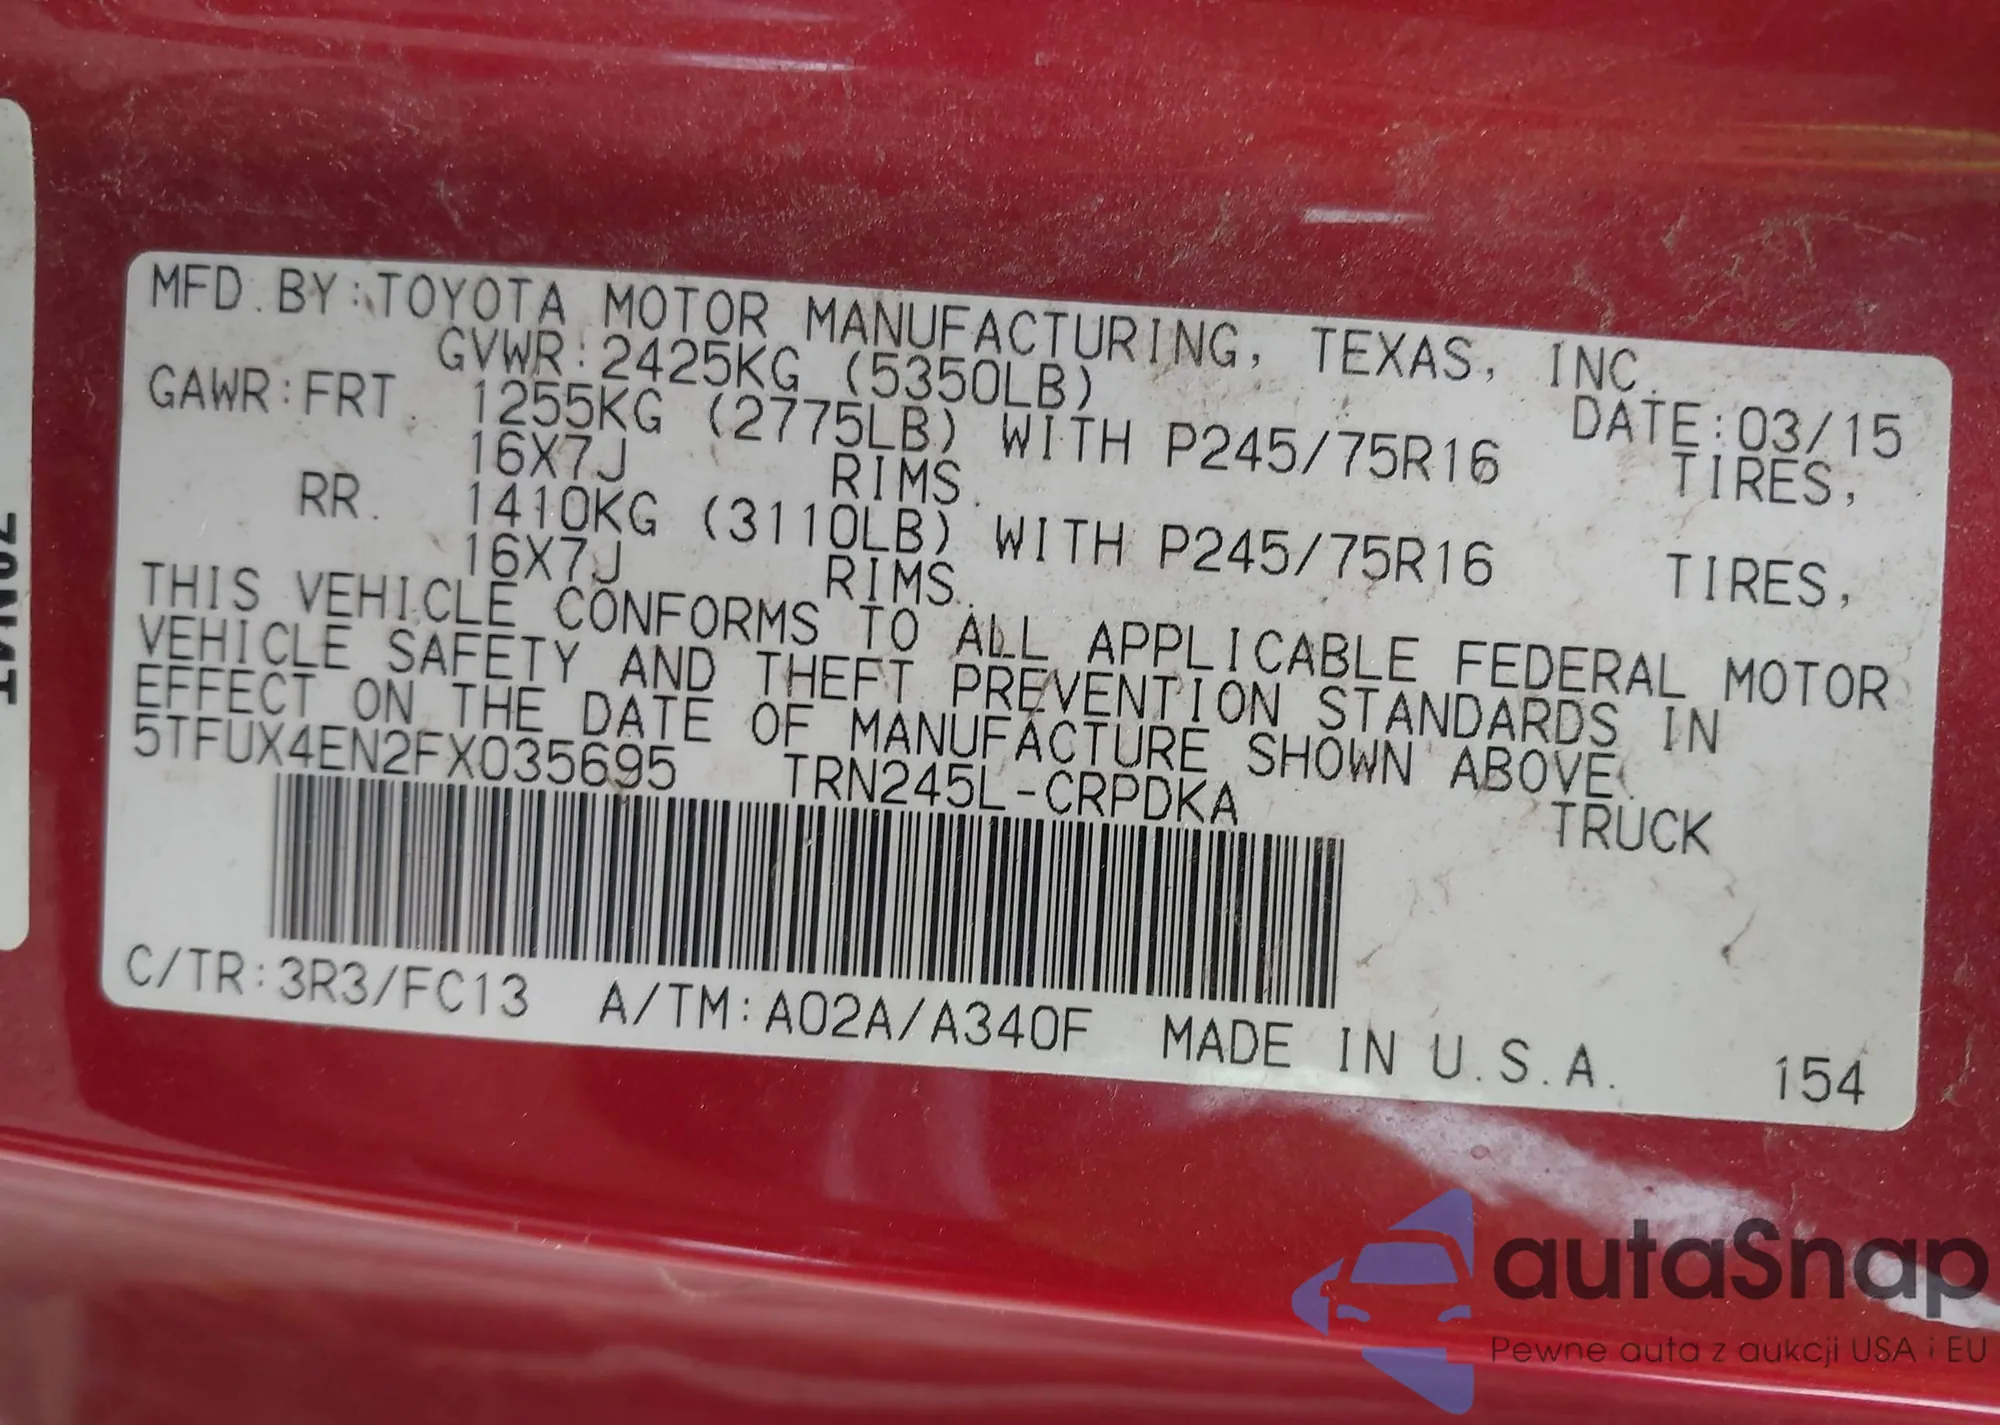 MFD.BY:TOYOTA MOTOR MANUFACTURING, TEXAS, INC.
GVWR:2425KG (5350LB) DATE:03/15
GAWR:FRT. 1255KG (2775LB) WITH P245/75R16 TIRES,
16X7J RIMS.
RR. 1410KG (3110LB) WITH P245/75R16 TIRES,
16X7J RIMS.
THIS VEHICLE CONFORMS TO ALL APPLICABLE FEDERAL MOTOR
VEHICLE SAFETY AND THEFT PREVENTION STANDARDS IN
EFFECT ON THE DATE OF MANUFACTURE SHOWN ABOVE.
5TFUX4EN2FX035695 TRN245L-CRPDKA TRUCK
C/TR:3R3/FC13 A/TM:A02A/A340F MADE IN U.S.A. 154
autaSnap
Pewne auta z aukcji USA i EU